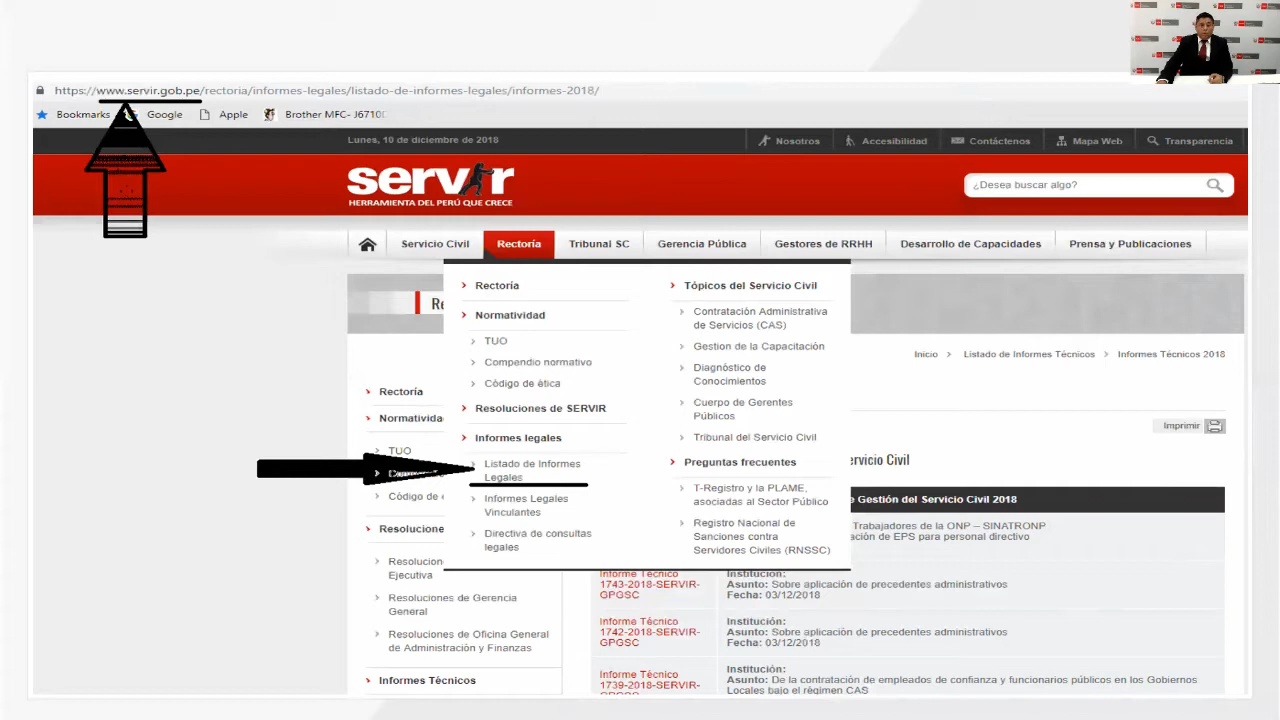 https://www.servir.gob.pe/rectoria/informes-legales/listado-de-informes-legales/informes-2018/
Bookmarks
Google
Apple
Brother MFC- J6710
Lunes, 10 de diciembre de 2018
Nosotros
Accesibilidad
Contáctenos
Mapa Web
Transparencia
servir
HERRAMIENTA DEL PERÚ QUE CRECE
¿Desea buscar algo?
Servicio Civil
Rectoría
Tribunal SC
Gerencia Pública
Gestores de RRHH
Desarrollo de Capacidades
Prensa y Publicaciones
Rectoría
Normatividad
TUO
Compendio normativo
Código de ética
Resoluciones de SERVIR
Informes legales
Listado de Informes
Legales
Informes Legales
Vinculantes
Directiva de consultas
legales
Tópicos del Servicio Civil
Contratación Administrativa
de Servicios (CAS)
Gestion de la Capacitación
Diagnóstico de
Conocimientos
Cuerpo de Gerentes
Públicos
Tribunal del Servicio Civil
Preguntas frecuentes
T-Registro y la PLAME,
asociadas al Sector Público
Registro Nacional de
Sanciones contra
Servidores Civiles (RNSSC)
Re
Inicio > Listado de Informes Técnicos > Informes Técnicos 2018
Rectoría
Normativida
TUO
Código de
Resolucione
Resolucion
Ejecutiva
Resoluciones de Gerencia
General
Resoluciones de Oficina General
de Administración y Finanzas
Informes Técnicos
Imprimir
ervicio Civil
e Gestión del Servicio Civil 2018
Trabajadores de la ONP – SINATRONP
ación de EPS para personal directivo
Informe Técnico
1743-2018-SERVIR-
GPGSC
Institución:
Asunto: Sobre aplicación de precedentes administrativos
Fecha: 03/12/2018
Informe Técnico
1742-2018-SERVIR-
GPGSC
Institución:
Asunto: Sobre aplicación de precedentes administrativos
Fecha: 03/12/2018
Informe Técnico
1739-2018-SERVIR-
GPGSC
Institución:
Asunto: De la contratación de empleados de confianza y funcionarios públicos en los Gobiernos
Locales bajo el régimen CAS